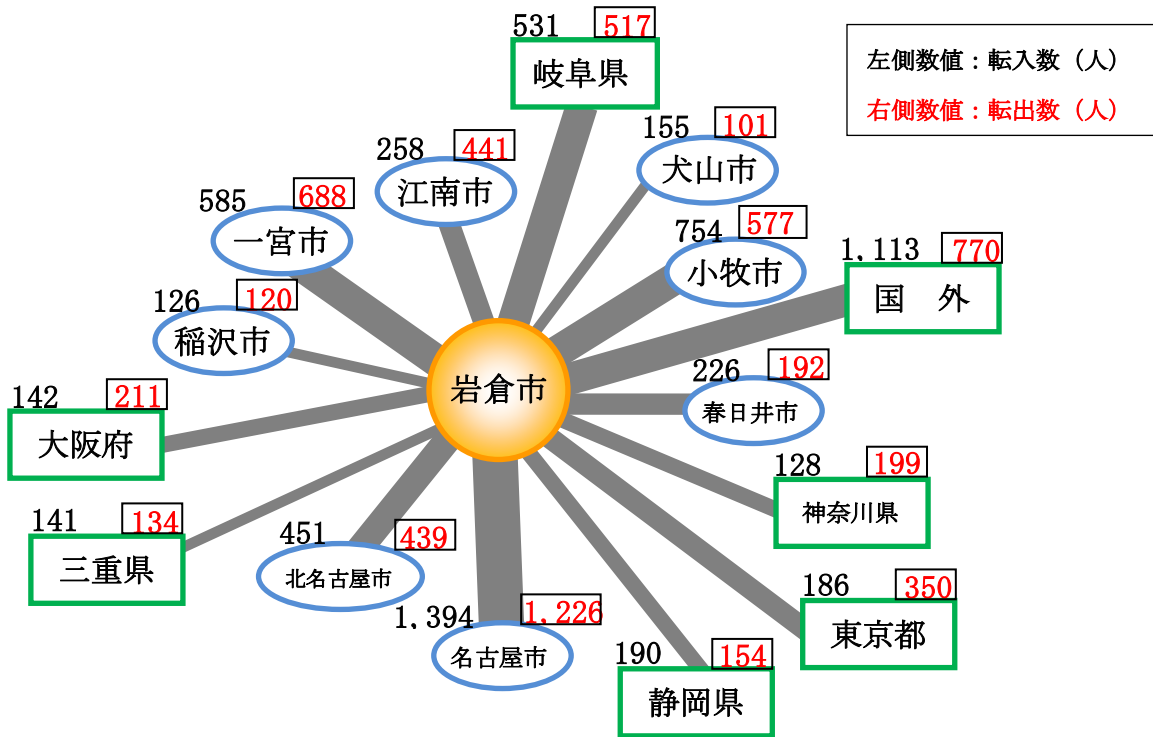 531 517
岐阜県
左側数値：転入数（人）
右側数値：転出数（人）
155 101
犬山市
258 441
江南市
585 688
一宮市
754 577
小牧市
1,113 770
国　外
126 120
稲沢市
岩倉市
226 192
春日井市
142 211
大阪府
128 199
神奈川県
141 134
三重県
451 439
北名古屋市
186 350
東京都
1,394 1,226
名古屋市
190 154
静岡県